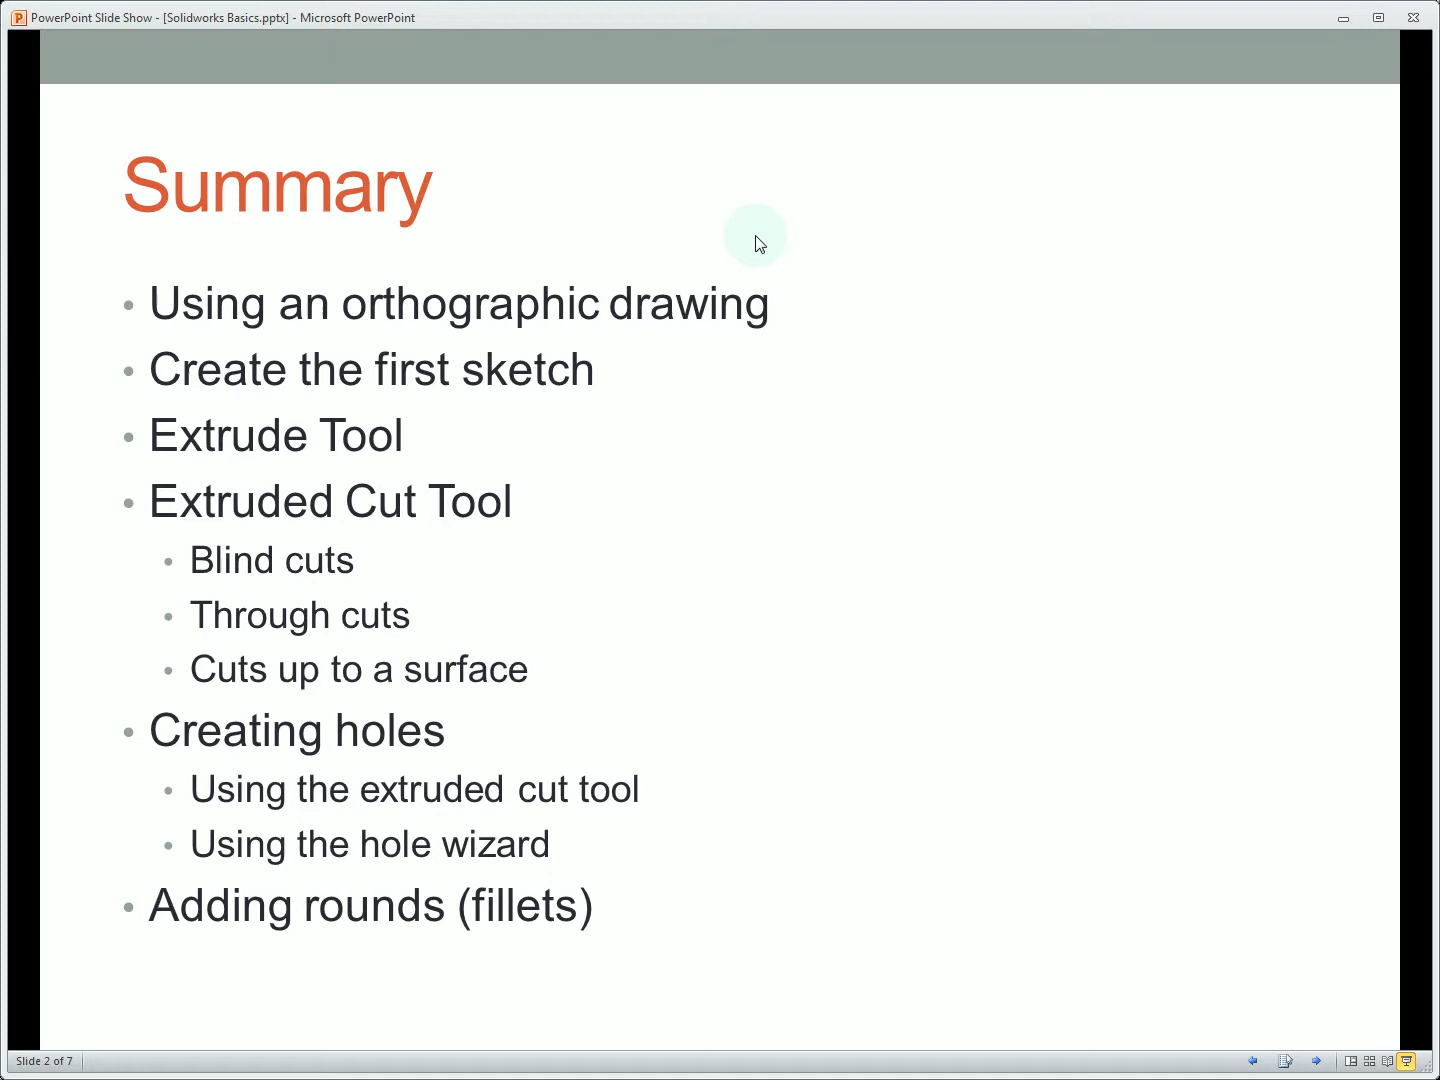 PowerPoint Slide Show - [Solidworks Basics.pptx] - Microsoft PowerPoint
Summary
• Using an orthographic drawing
• Create the first sketch
• Extrude Tool
• Extruded Cut Tool
• Blind cuts
• Through cuts
• Cuts up to a surface
• Creating holes
• Using the extruded cut tool
• Using the hole wizard
• Adding rounds (fillets)
Slide 2 of 7